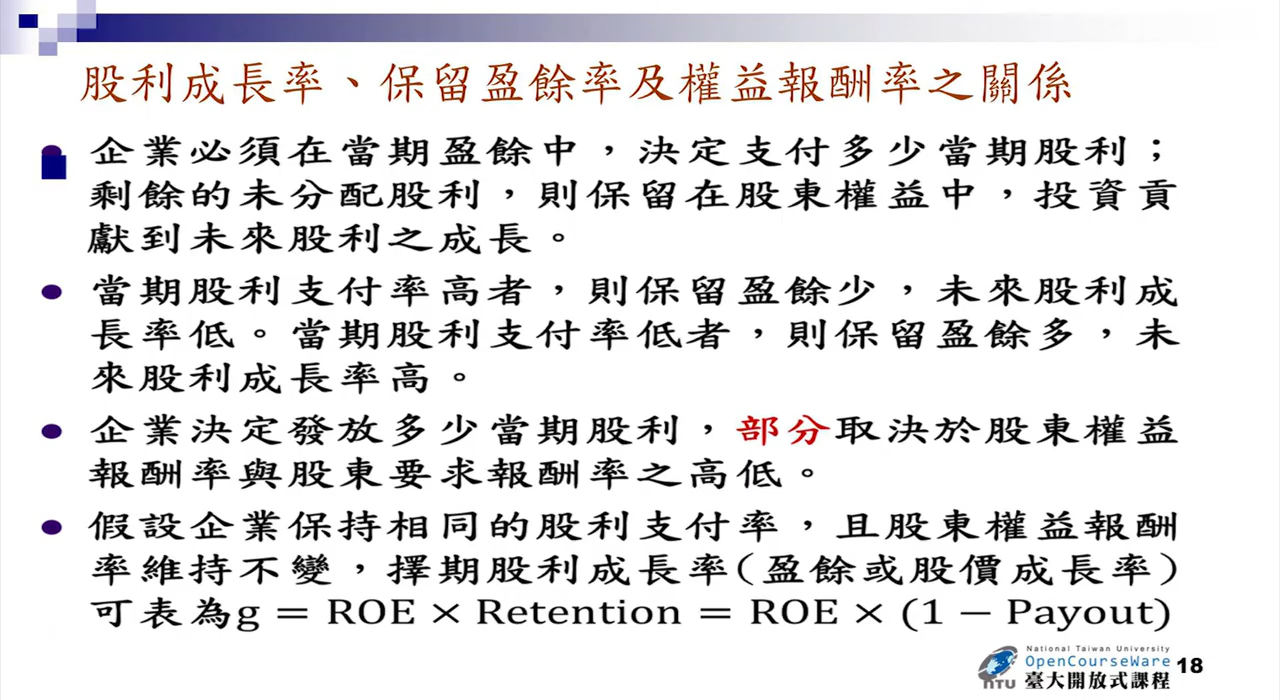 股利成長率、保留盈餘率及權益報酬率之關係
企業必須在當期盈餘中，決定支付多少當期股利；
剩餘的未分配股利，則保留在股東權益中，投資貢
獻到未來股利之成長。
當期股利支付率高者，則保留盈餘少，未來股利成
長率低。當期股利支付率低者，則保留盈餘多，未
來股利成長率高。
企業決定發放多少當期股利，部分取決於股東權益
報酬率與股東要求報酬率之高低。
假設企業保持相同的股利支付率，且股東權益報酬
率維持不變，擇期股利成長率(盈餘或股價成長率)
可表為g = ROE × Retention = ROE × (1 − Payout)
National Taiwan University
OpenCourseWare
NTU 臺大開放式課程
18